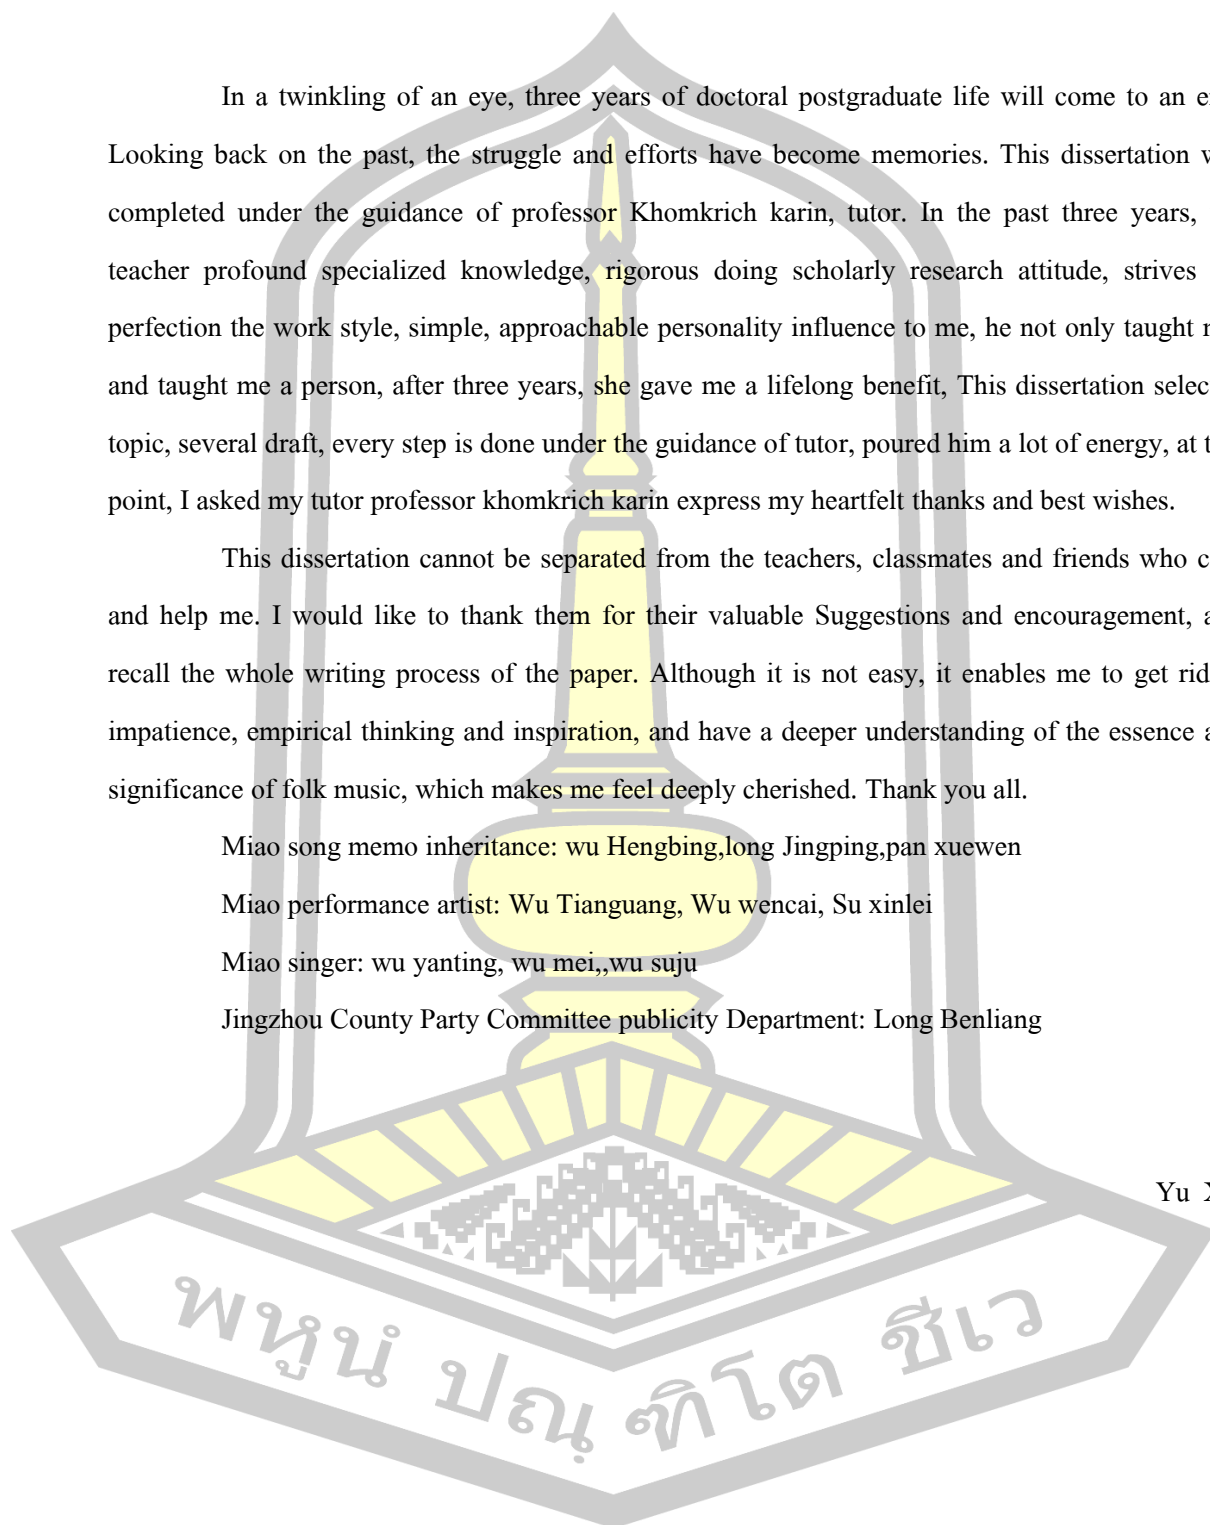 In a twinkling of an eye, three years of doctoral postgraduate life will come to an
Looking back on the past, the struggle and efforts have become memories. This dissertation
completed under the guidance of professor Khomkrich karin, tutor. In the past three years,
teacher profound specialized knowledge, rigorous doing scholarly research attitude, strives
perfection the work style, simple, approachable personality influence to me, he not only taught
and taught me a person, after three years, she gave me a lifelong benefit, This dissertation
topic, several draft, every step is done under the guidance of tutor, poured him a lot of energy, at
point, I asked my tutor professor khomkrich karin express my heartfelt thanks and best wishes.
This dissertation cannot be separated from the teachers, classmates and friends who
and help me. I would like to thank them for their valuable Suggestions and encouragement,
recall the whole writing process of the paper. Although it is not easy, it enables me to get rid
impatience, empirical thinking and inspiration, and have a deeper understanding of the essence
significance of folk music, which makes me feel deeply cherished. Thank you all.
Miao song memo inheritance: wu Hengbing,long Jingping,pan xuewen
Miao performance artist: Wu Tianguang, Wu wencai, Su xinlei
Miao singer: wu yanting, wu mei,,wu suju
Jingzhou County Party Committee publicity Department: Long Benliang
Yu
พหูนํ ปณฺฑิโต ชีเว